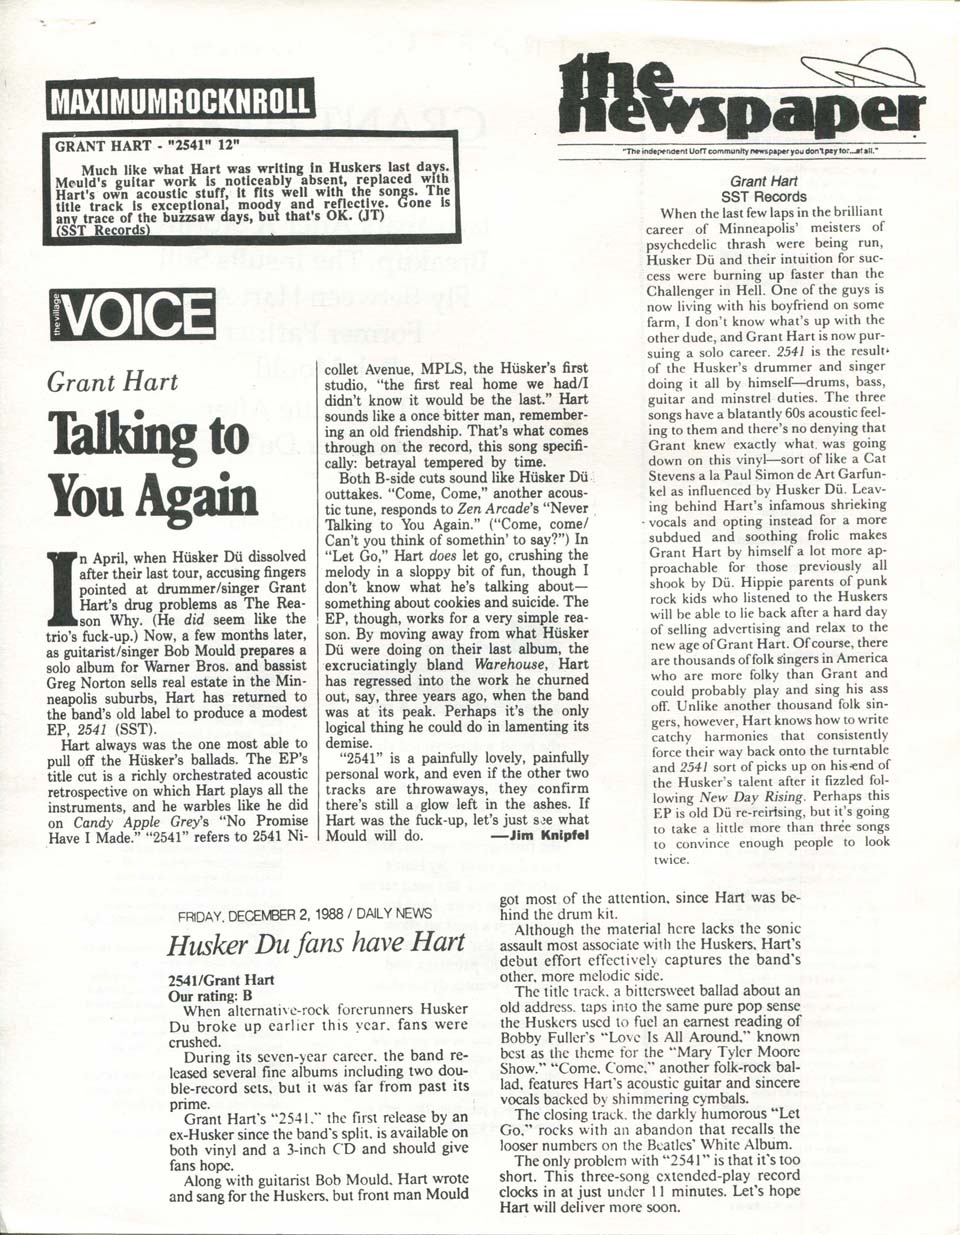 MAXIMUMROCKNROLL
GRANT HART - "2541" 12"
Much like what Hart was writing in Huskers last days.
Meuld's guitar work is noticeably absent, replaced with
Hart's own acoustic stuff, it fits well with the songs. The
title track is exceptional, moody and reflective. Gone is
any trace of the buzzsaw days, but that's OK. (JT)
(SST Records)
the village VOICE
Grant Hart
Talking to
You Again
In April, when Hüsker Dü dissolved
after their last tour, accusing fingers
pointed at drummer/singer Grant
Hart's drug problems as The Rea-
son Why. (He did seem like the
trio's fuck-up.) Now, a few months later,
as guitarist/singer Bob Mould prepares a
solo album for Warner Bros. and bassist
Greg Norton sells real estate in the Min-
neapolis suburbs, Hart has returned to
the band's old label to produce a modest
EP, 2541 (SST).
Hart always was the one most able to
pull off the Hüsker's ballads. The EP's
title cut is a richly orchestrated acoustic
retrospective on which Hart plays all the
instruments, and he warbles like he did
on Candy Apple Grey's "No Promise
Have I Made." "2541" refers to 2541 Ni-
collet Avenue, MPLS, the Hüsker's first
studio, "the first real home we had/I
didn't know it would be the last." Hart
sounds like a once bitter man, remember-
ing an old friendship. That's what comes
through on the record, this song specifi-
cally: betrayal tempered by time.
Both B-side cuts sound like Hüsker Dü
outtakes. "Come, Come," another acous-
tic tune, responds to Zen Arcade's "Never
Talking to You Again." ("Come, come/
Can't you think of somethin' to say?") In
"Let Go," Hart does let go, crushing the
melody in a sloppy bit of fun, though I
don't know what he's talking about—
something about cookies and suicide. The
EP, though, works for a very simple rea-
son. By moving away from what Hüsker
Dü were doing on their last album, the
excruciatingly bland Warehouse, Hart
has regressed into the work he churned
out, say, three years ago, when the band
was at its peak. Perhaps it's the only
logical thing he could do in lamenting its
demise.
"2541" is a painfully lovely, painfully
personal work, and even if the other two
tracks are throwaways, they confirm
there's still a glow left in the ashes. If
Hart was the fuck-up, let's just see what
Mould will do. —Jim Knipfel
the
newspaper
"The independent UofT community newspaper you don't pay for...at all."
Grant Hart
SST Records
When the last few laps in the brilliant
career of Minneapolis' meisters of
psychedelic thrash were being run,
Husker Dü and their intuition for suc-
cess were burning up faster than the
Challenger in Hell. One of the guys is
now living with his boyfriend on some
farm, I don't know what's up with the
other dude, and Grant Hart is now pur-
suing a solo career. 2541 is the result
of the Husker's drummer and singer
doing it all by himself—drums, bass,
guitar and minstrel duties. The three
songs have a blatantly 60s acoustic feel-
ing to them and there's no denying that
Grant knew exactly what was going
down on this vinyl—sort of like a Cat
Stevens a la Paul Simon de Art Garfun-
kel as influenced by Husker Dü. Leav-
ing behind Hart's infamous shrieking
vocals and opting instead for a more
subdued and soothing frolic makes
Grant Hart by himself a lot more ap-
proachable for those previously all
shook by Dü. Hippie parents of punk
rock kids who listened to the Huskers
will be able to lie back after a hard day
of selling advertising and relax to the
new age of Grant Hart. Of course, there
are thousands of folk singers in America
who are more folky than Grant and
could probably play and sing his ass
off. Unlike another thousand folk sin-
gers, however, Hart knows how to write
catchy harmonies that consistently
force their way back onto the turntable
and 2541 sort of picks up on his end of
the Husker's talent after it fizzled fol-
lowing New Day Rising. Perhaps this
EP is old Dü re-reirising, but it's going
to take a little more than three songs
to convince enough people to look
twice.
FRIDAY, DECEMBER 2, 1988 / DAILY NEWS
Husker Du fans have Hart
2541/Grant Hart
Our rating: B
When alternative-rock forerunners Husker
Du broke up earlier this year, fans were
crushed.
During its seven-year career, the band re-
leased several fine albums including two dou-
ble-record sets, but it was far from past its
prime.
Grant Hart's "2541," the first release by an
ex-Husker since the band's split, is available on
both vinyl and a 3-inch CD and should give
fans hope.
Along with guitarist Bob Mould, Hart wrote
and sang for the Huskers, but front man Mould
got most of the attention, since Hart was be-
hind the drum kit.
Although the material here lacks the sonic
assault most associate with the Huskers, Hart's
debut effort effectively captures the band's
other, more melodic side.
The title track, a bittersweet ballad about an
old address, taps into the same pure pop sense
the Huskers used to fuel an earnest reading of
Bobby Fuller's "Love Is All Around," known
best as the theme for the "Mary Tyler Moore
Show." "Come, Come," another folk-rock bal-
lad, features Hart's acoustic guitar and sincere
vocals backed by shimmering cymbals.
The closing track, the darkly humorous "Let
Go," rocks with an abandon that recalls the
looser numbers on the Beatles' White Album.
The only problem with "2541" is that it's too
short. This three-song extended-play record
clocks in at just under 11 minutes. Let's hope
Hart will deliver more soon.